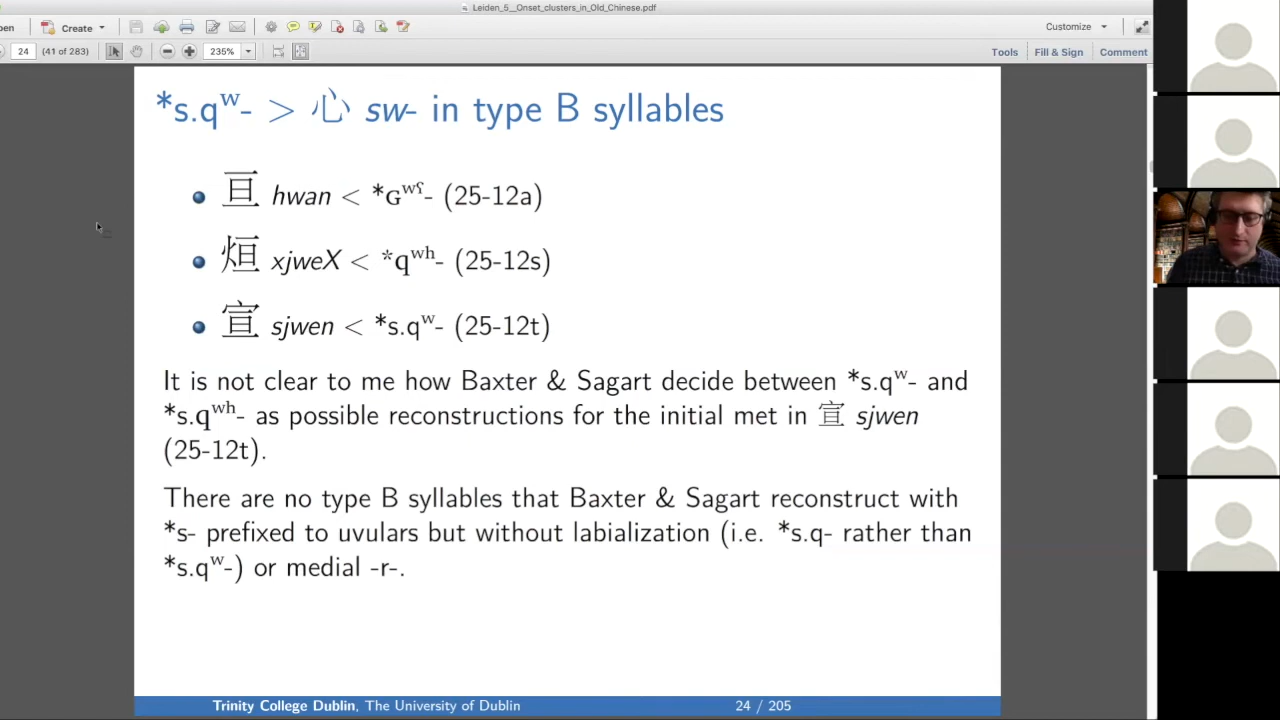 Leiden_5__Onset_clusters_in_Old_Chinese.pdf
pen Create Customize
24 (41 of 283) 235% Tools Fill & Sign Comment
*s.qʷ- > 心 sw- in type B syllables
亘 hwan < *ɢʷˤ- (25-12a)
烜 xjweX < *qʷʰ- (25-12s)
宣 sjwen < *s.qʷ- (25-12t)
It is not clear to me how Baxter & Sagart decide between *s.qʷ- and
*s.qʷʰ- as possible reconstructions for the initial met in 宣 sjwen
(25-12t).
There are no type B syllables that Baxter & Sagart reconstruct with
*s- prefixed to uvulars but without labialization (i.e. *s.q- rather than
*s.qʷ-) or medial -r-.
Trinity College Dublin, The University of Dublin 24 / 205